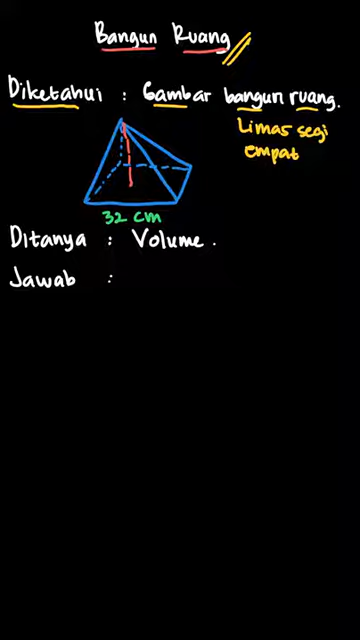 Bangun Ruang
Diketahui : Gambar bangun ruang.
Limas segi
empat
32 cm
Ditanya : Volume.
Jawab :